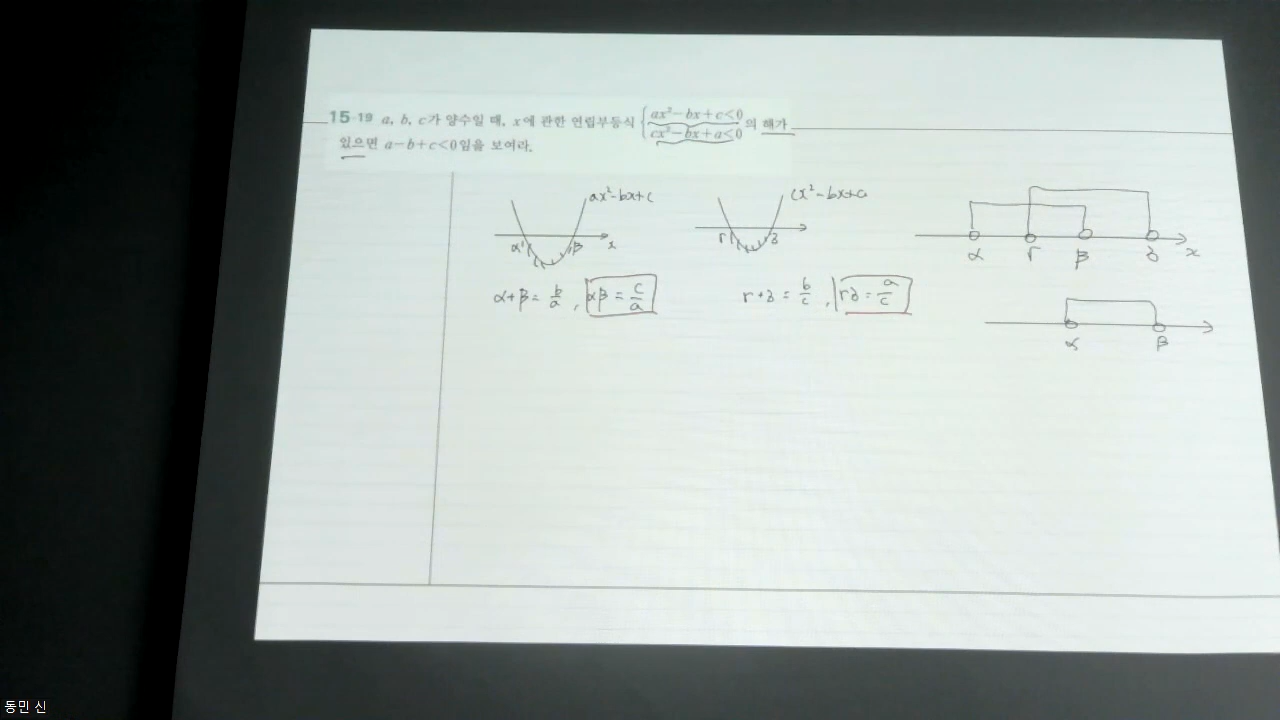 15-19 a, b, c가 양수일 때, x에 관한 연립부등식 { ax²-bx+c<0 의 해가
cx²-bx+a<0
있으면 a-b+c<0임을 보여라.
ax²-bx+c
cx²-bx+a
α β x
r δ
α r β δ x
α+β = b/a , αβ = c/a
r+δ = b/c , rδ = a/c
α β
동민 신